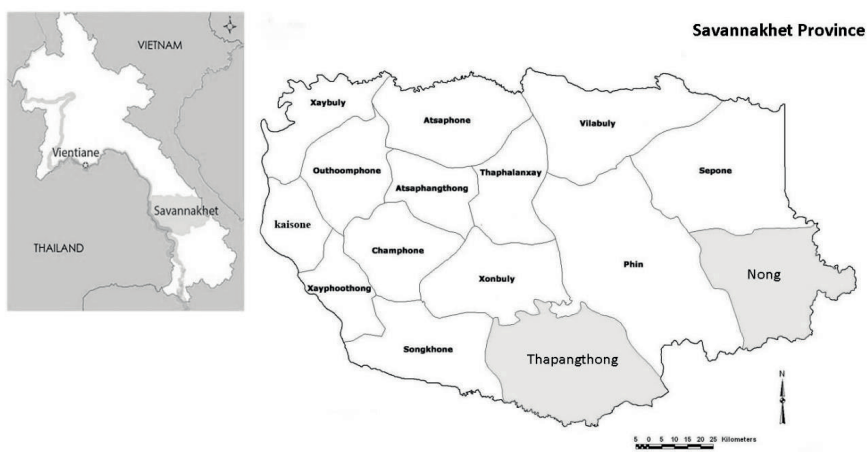 Savannakhet Province
VIETNAM
Vientiane
Savannakhet
THAILAND
Xaybuly
Atsaphone
Vilabuly
Outhoomphone
Atsaphangthong
Thaphalanxay
Sepone
kaisone
Champhone
Xayphoothong
Xonbuly
Phin
Nong
Songkhone
Thapangthong
N
5 0 5 10 15 20 25 Kilometers